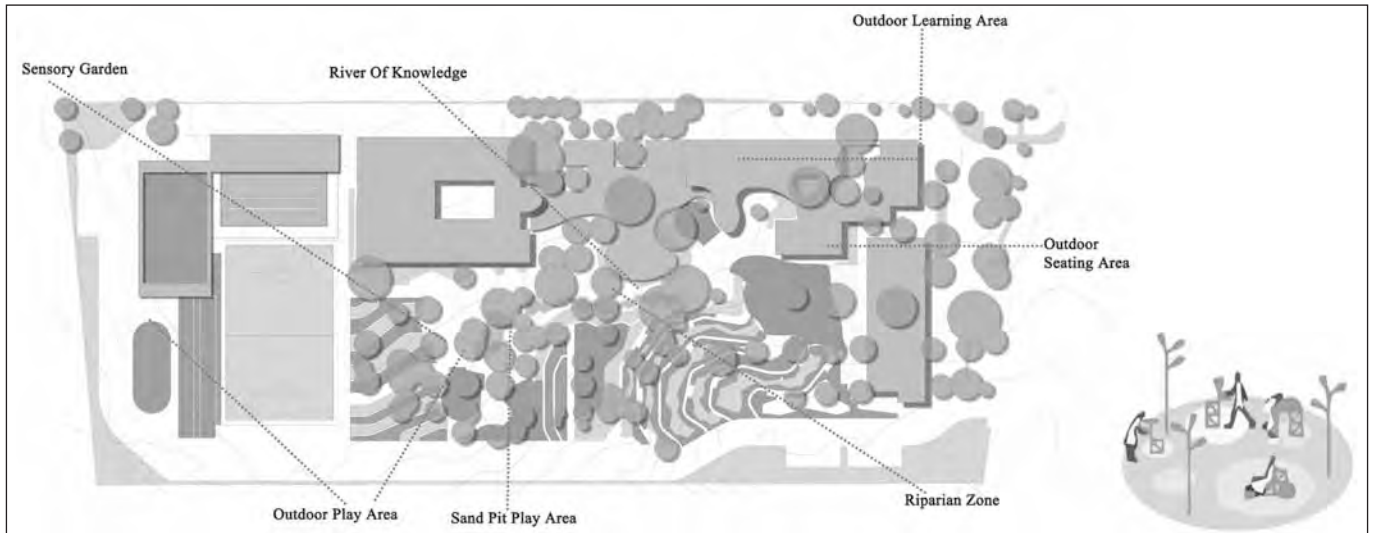 Outdoor Learning Area
Sensory Garden
River Of Knowledge
Outdoor
Seating Area
Riparian Zone
Outdoor Play Area
Sand Pit Play Area